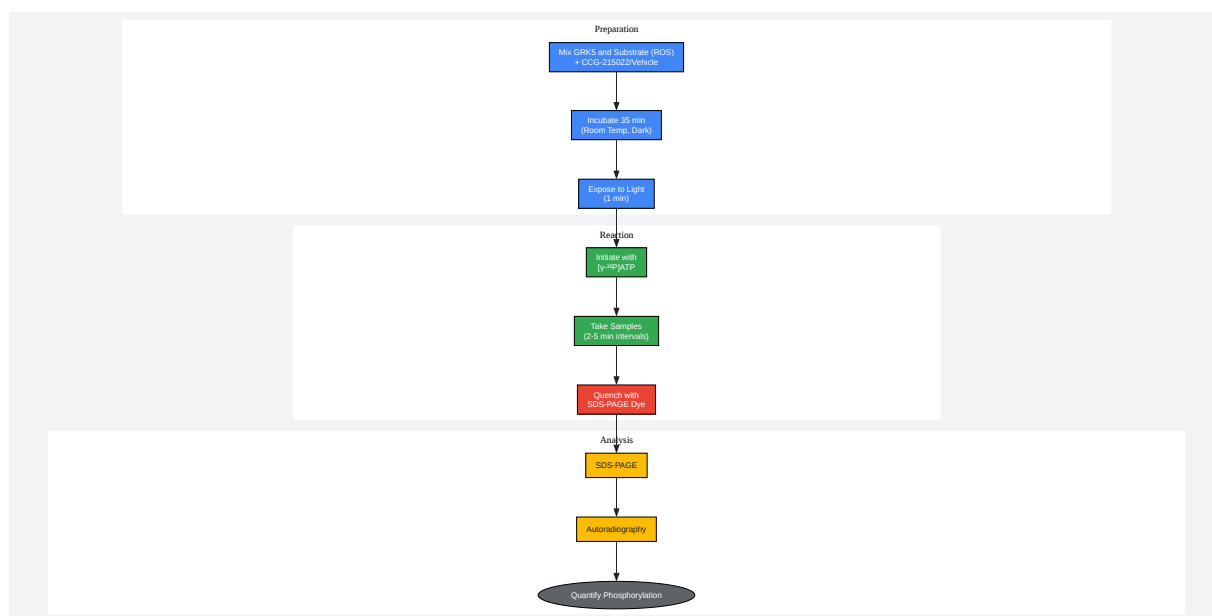 Preparation
Mix GRK5 and Substrate (ROS)
+ CCG-215022/Vehicle
Incubate 35 min
(Room Temp, Dark)
Expose to Light
(1 min)
Reaction
Initiate with
[γ-³²P]ATP
Take Samples
(2-5 min intervals)
Quench with
SDS-PAGE Dye
Analysis
SDS-PAGE
Autoradiography
Quantify Phosphorylation